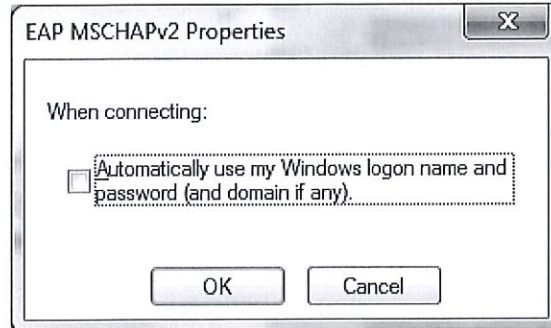 EAP MSCHAPv2 Properties
X
When connecting:
Automatically use my Windows logon name and
password (and domain if any).
OK
Cancel